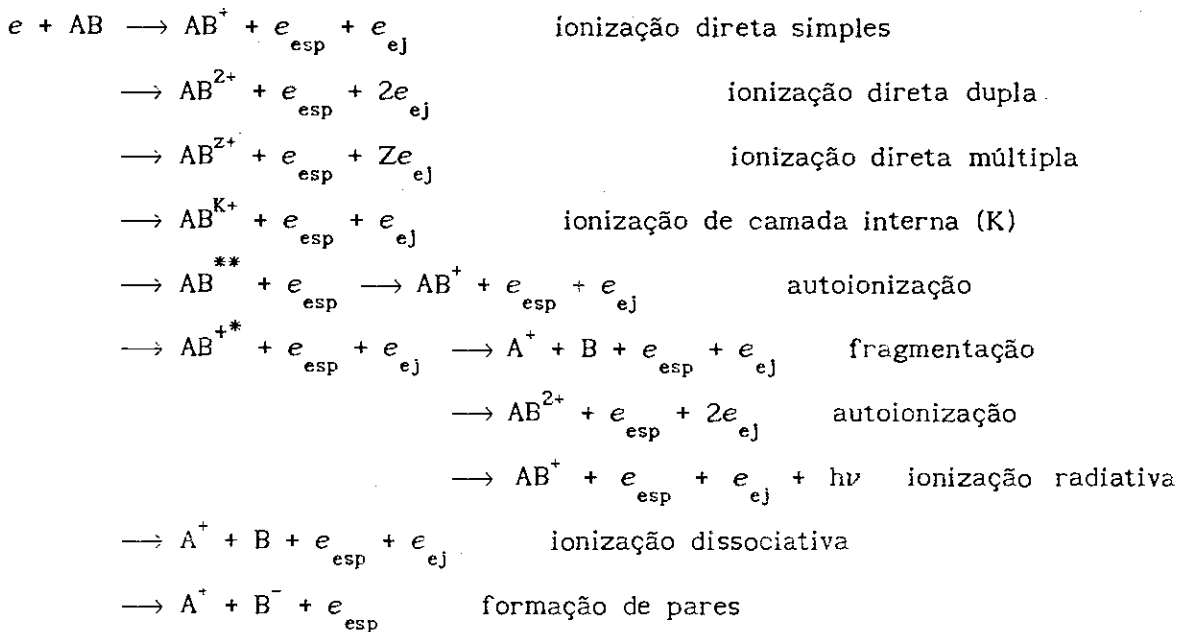 e + AB ⟶ AB⁺ + e_esp + e_ej ionização direta simples
⟶ AB²⁺ + e_esp + 2e_ej ionização direta dupla
⟶ ABᶻ⁺ + e_esp + Ze_ej ionização direta múltipla
⟶ ABᴷ⁺ + e_esp + e_ej ionização de camada interna (K)
⟶ AB** + e_esp ⟶ AB⁺ + e_esp + e_ej autoionização
⟶ AB⁺* + e_esp + e_ej ⟶ A⁺ + B + e_esp + e_ej fragmentação
⟶ AB²⁺ + e_esp + 2e_ej autoionização
⟶ AB⁺ + e_esp + e_ej + hν ionização radiativa
⟶ A⁺ + B + e_esp + e_ej ionização dissociativa
⟶ A⁺ + B⁻ + e_esp formação de pares